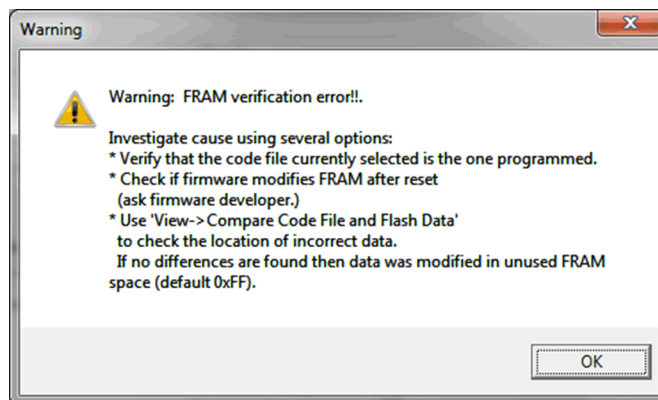 Warning
Warning:  FRAM verification error!!.
Investigate cause using several options:
* Verify that the code file currently selected is the one programmed.
* Check if firmware modifies FRAM after reset
(ask firmware developer.)
* Use 'View->Compare Code File and Flash Data'
to check the location of incorrect data.
If no differences are found then data was modified in unused FRAM
space (default 0xFF).
OK